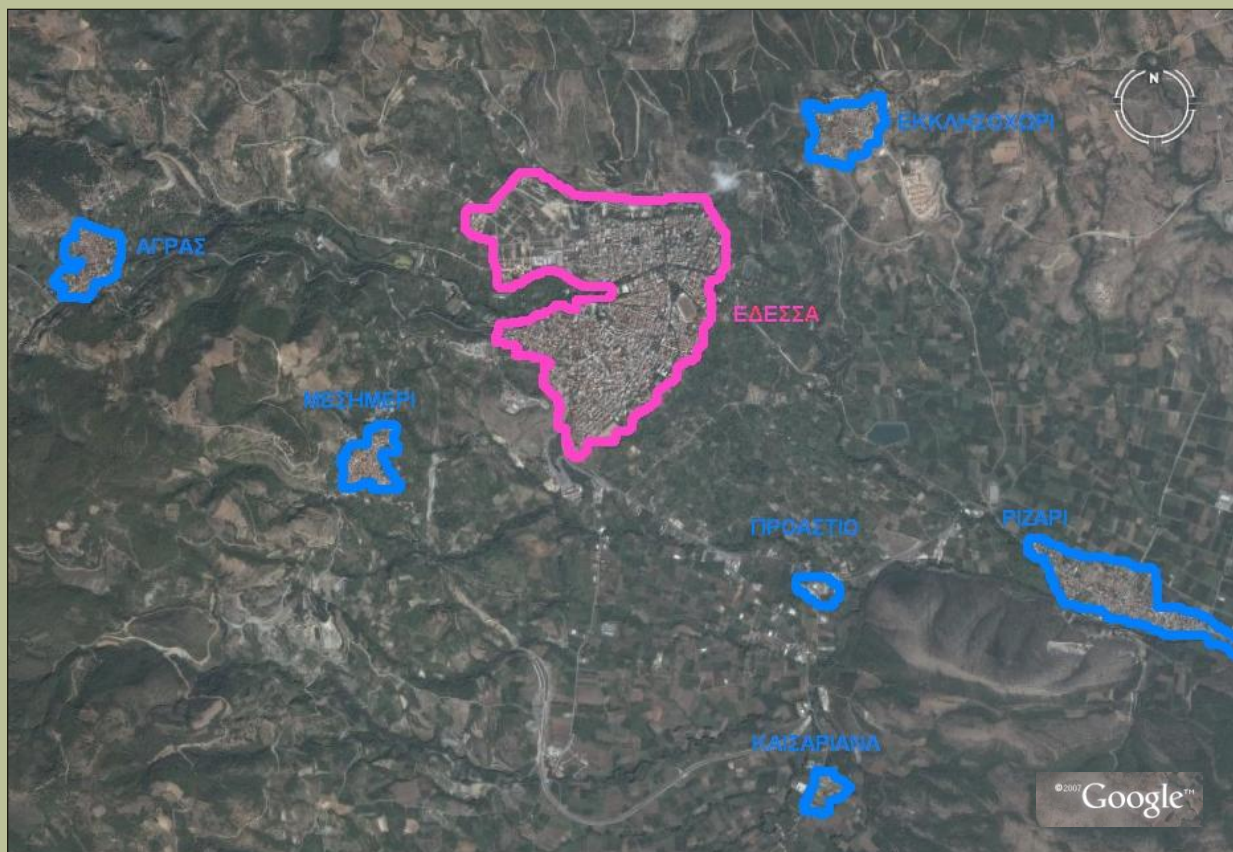 N
ΕΚΚΛΗΣΟΧΩΡΙ
ΑΓΡΑΣ
ΕΔΕΣΣΑ
ΜΕΣΗΜΕΡΙ
ΡΙΖΑΡΙ
ΠΡΟΑΣΤΙΟ
ΚΑΙΣΑΡΙΑΝΑ
©2007 Google™